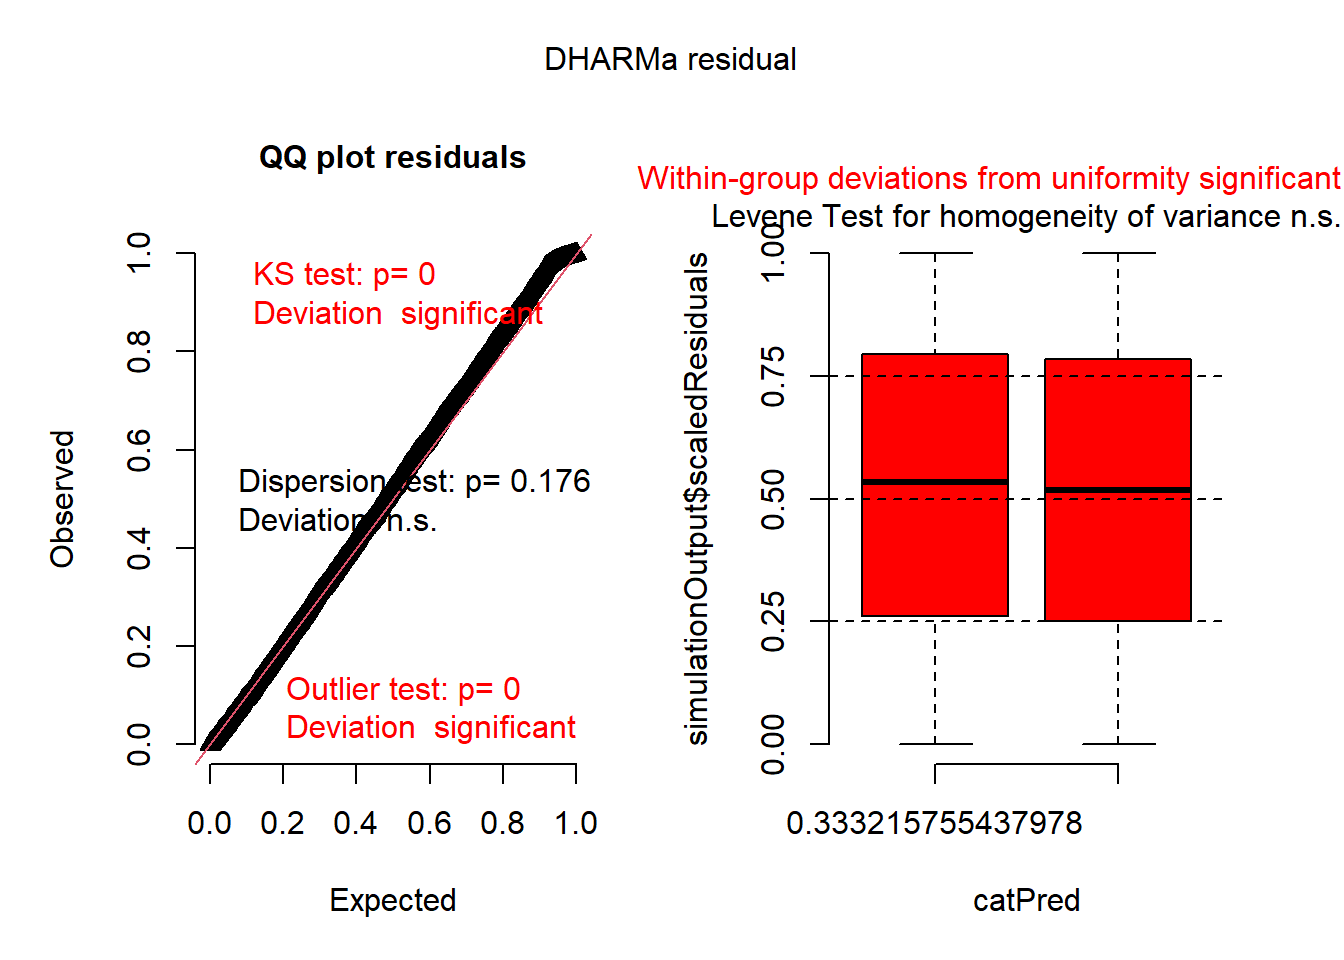 DHARMa residual
QQ plot residuals
KS test: p= 0
Deviation  significant
Dispersion test: p= 0.176
Deviation n.s.
Outlier test: p= 0
Deviation  significant
Observed
0.0 0.2 0.4 0.6 0.8 1.0
0.0 0.2 0.4 0.6 0.8 1.0
Expected
Within-group deviations from uniformity significant
Levene Test for homogeneity of variance n.s.
simulationOutput$scaledResiduals
0.00 0.25 0.50 0.75 1.00
0.333215755437978
catPred